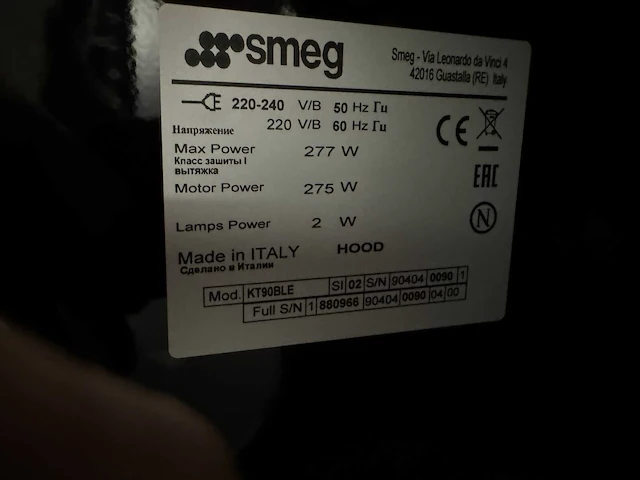 smeg
Smeg - Via Leonardo da Vinci 4
42016 Guastalla (RE) Italy
220-240 V/B 50 Hz Гц
Напряжение 220 V/B 60 Hz Гц
Max Power 277 W
Класс зашиты I
вытяжка
Motor Power 275 W
Lamps Power 2 W
Made in ITALY HOOD
Сделано в Италии
Mod. KT90BLE SI 02 S/N 90404 0090 1
Full S/N 1 880966 90404 0090 04 00
CE
EAC
N